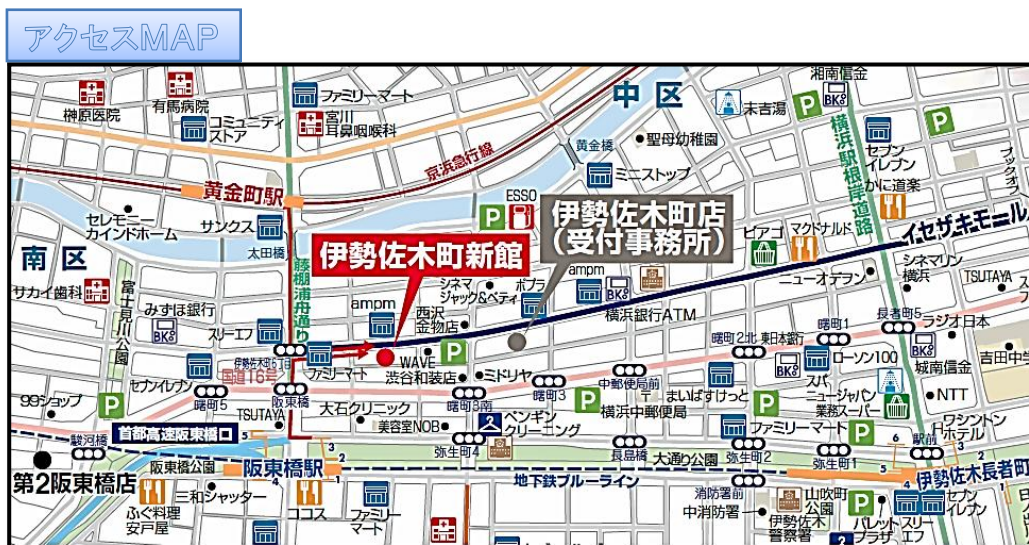 アクセスMAP
榊原医院
有馬病院
コミュニティ
ストア
ファミリーマート
宮川
耳鼻咽喉科
京浜急行線
中区
末吉湯
湘南信金
聖母幼稚園
黄金橋
ミニストップ
横浜駅根岸道路
セブン
イレブン
かに道楽
ブックオフ
黄金町駅
セレモニー
カインドホーム
サンクス
太田橋
藤棚浦舟通り
ESSO
伊勢佐木町新館
伊勢佐木町店
(受付事務所)
ピアゴ
マクドナルド
イセザキモール
ニューオデヲン
シネマリン
横浜
TSUTAYA
南区
サカイ歯科
富士見川公園
みずほ銀行
スリーエフ
ampm
シネマ
ジャック&ベティ
西沢
金物店
ポプラ
ampm
横浜銀行ATM
曙町2北
東日本銀行
曙町1
長者町5
ラジオ日本
吉田中
伊勢佐木町6丁目
国道16号
ファミリーマート
WAVE
渋谷和装店
ミドリヤ
曙町3
中郵便局前
横浜中郵便局
まいばすけっと
ローソン100
スパ
ニュージャパン
業務スーパー
城南信金
NTT
セブンイレブン
曙町5
阪東橋
99ショップ
TSUTAYA
大石クリニック
美容室NOB
曙町3南
ペンギン
クリーニング
ファミリーマート
ワシントン
Hホテル
駿河橋
首都高速阪東橋口
弥生町4
長島橋
大通り公園
弥生町2
弥生町1
駅前
第2阪東橋店
阪東橋公園
阪東橋駅
地下鉄ブルーライン
伊勢佐木長者町
ふぐ料理
安戸屋
三和シャッター
ココス
ファミリー
マート
消防署前
中消防署
伊勢佐木
警察署
山吹町
公園
パレット
プラザ
スリー
エフ
セブン
イレブン